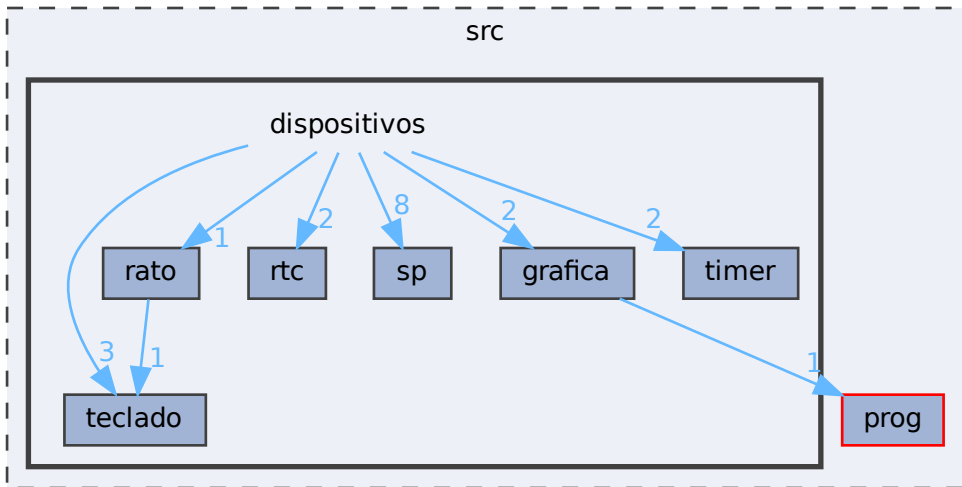 src
dispositivos
1
2
8
2
2
rato
rtc
sp
grafica
timer
3
1
1
teclado
prog